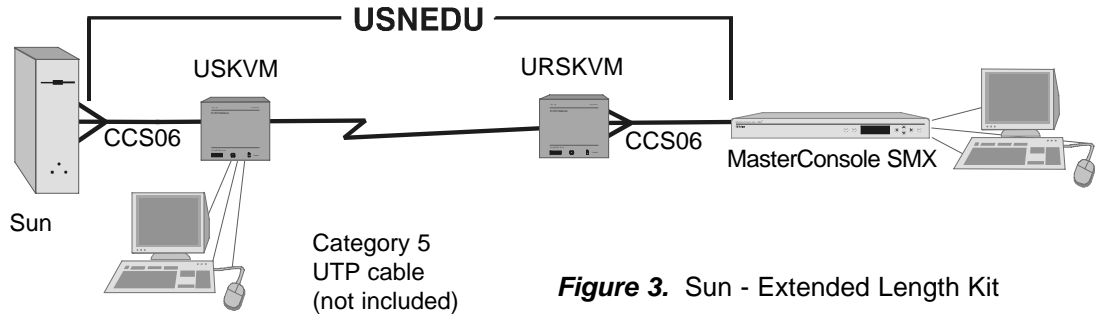 USNEDU
USKVM
URSKVM
CCS06
CCS06
MasterConsole SMX
Sun
Category 5
UTP cable
(not included)
Figure 3. Sun - Extended Length Kit